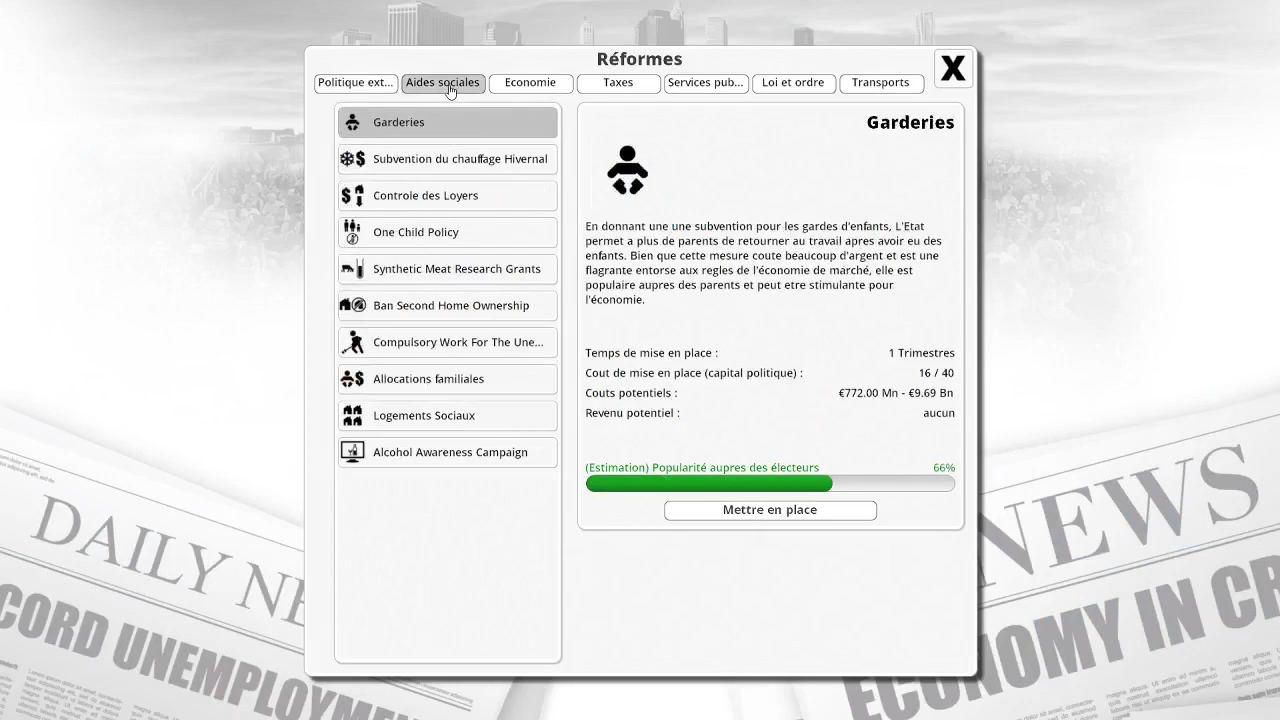 Réformes
X
Politique ext...
Aides sociales
Economie
Taxes
Services pub...
Loi et ordre
Transports
Garderies
Subvention du chauffage Hivernal
Controle des Loyers
One Child Policy
Synthetic Meat Research Grants
Ban Second Home Ownership
Compulsory Work For The Une...
Allocations familiales
Logements Sociaux
Alcohol Awareness Campaign
Garderies
En donnant une une subvention pour les gardes d'enfants, L'Etat
permet a plus de parents de retourner au travail apres avoir eu des
enfants. Bien que cette mesure coute beaucoup d'argent et est une
flagrante entorse aux regles de l'économie de marché, elle est
populaire aupres des parents et peut etre stimulante pour
l'économie.
Temps de mise en place : 1 Trimestres
Cout de mise en place (capital politique) : 16 / 40
Couts potentiels : €772.00 Mn - €9.69 Bn
Revenu potentiel : aucun
(Estimation) Popularité aupres des électeurs 66%
Mettre en place
DAILY NE
CORD UNEMPLOYM
NEWS
ECONOMY IN CR